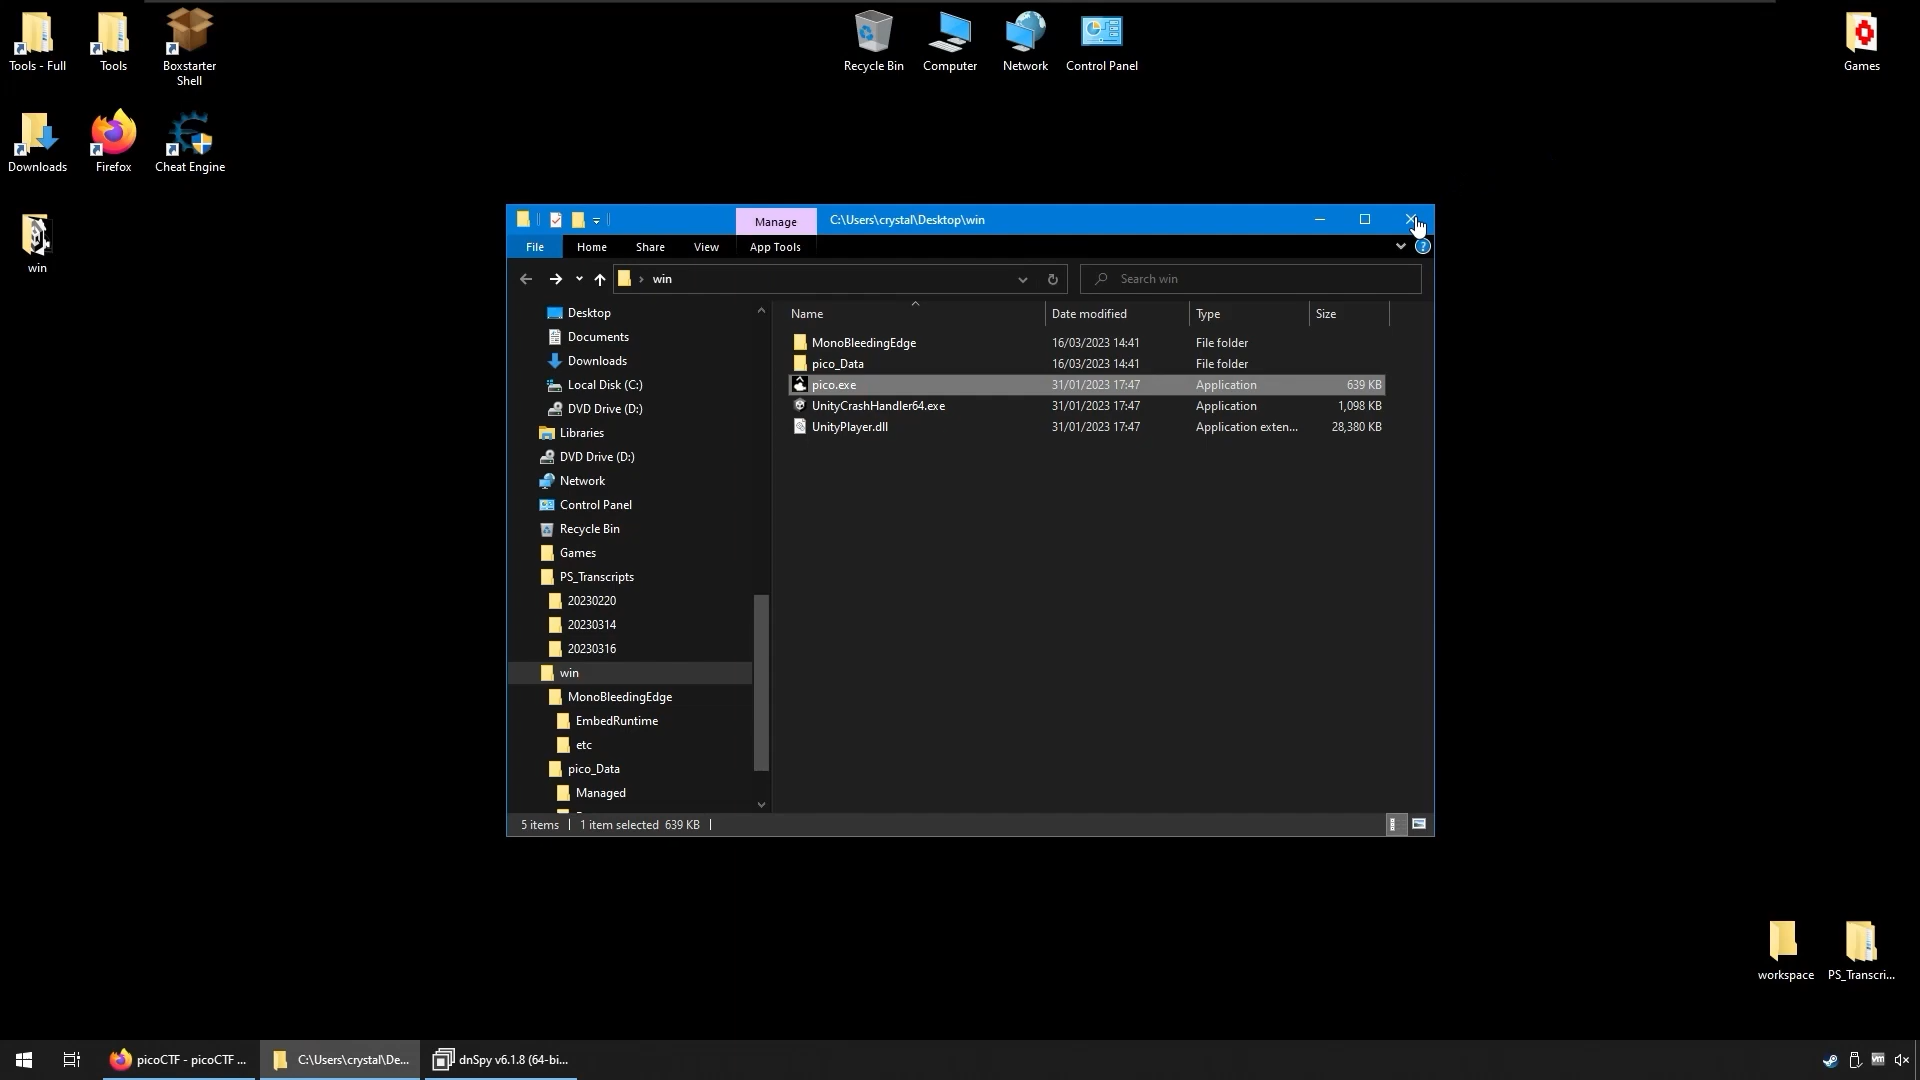 Tools - Full
Tools
Boxstarter
Shell
Recycle Bin
Computer
Network
Control Panel
Games
Downloads
Firefox
Cheat Engine
win
Manage
C:\Users\crystal\Desktop\win
File
Home
Share
View
App Tools
win
Search win
Desktop
Documents
Downloads
Local Disk (C:)
DVD Drive (D:)
Libraries
DVD Drive (D:)
Network
Control Panel
Recycle Bin
Games
PS_Transcripts
20230220
20230314
20230316
win
MonoBleedingEdge
EmbedRuntime
etc
pico_Data
Managed
Name Date modified Type Size
MonoBleedingEdge 16/03/2023 14:41 File folder
pico_Data 16/03/2023 14:41 File folder
pico.exe 31/01/2023 17:47 Application 639 KB
UnityCrashHandler64.exe 31/01/2023 17:47 Application 1,098 KB
UnityPlayer.dll 31/01/2023 17:47 Application exten... 28,380 KB
5 items 1 item selected 639 KB
workspace
PS_Transcri...
picoCTF - picoCTF ...
C:\Users\crystal\De...
dnSpy v6.1.8 (64-bi...
vm